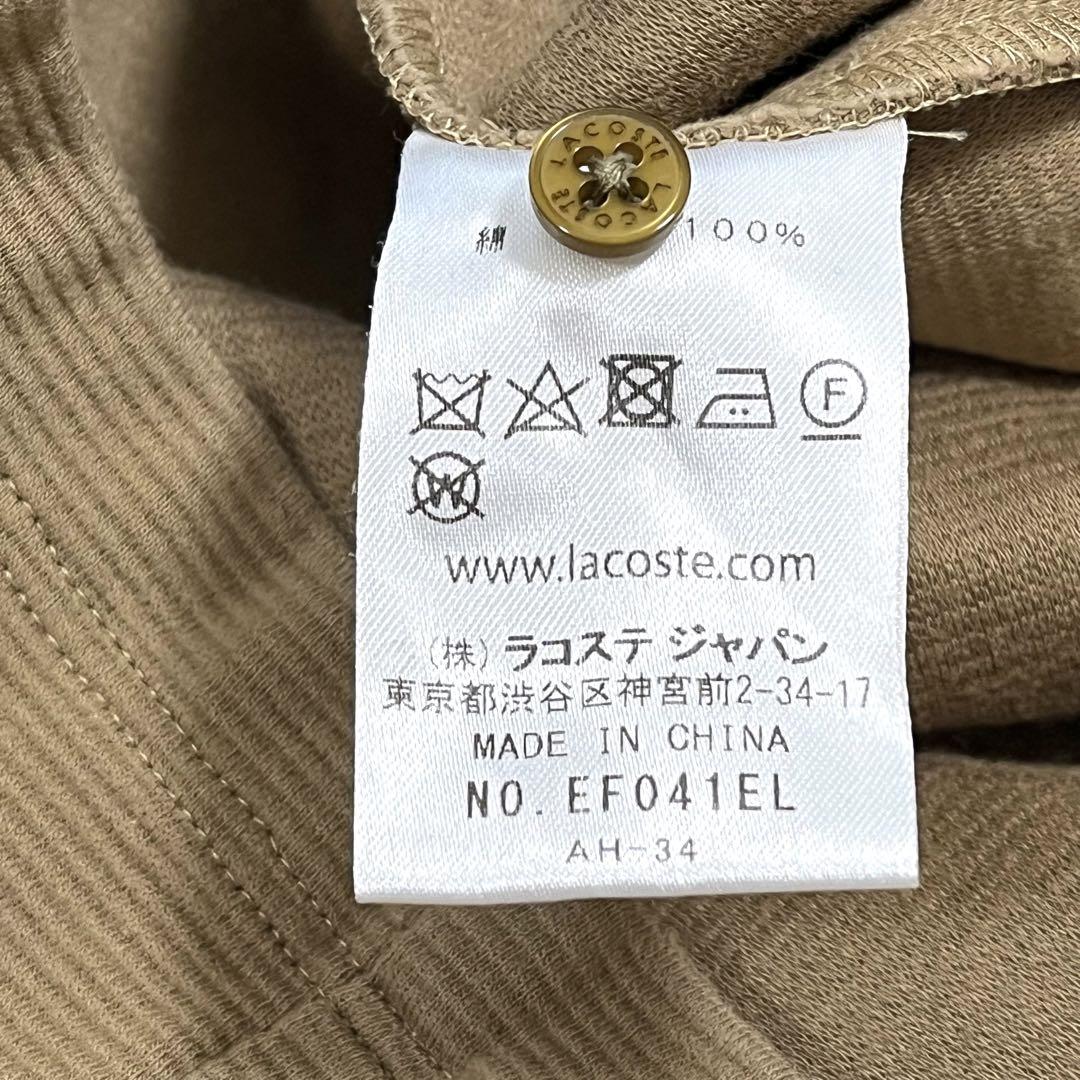 LACOSTE LACOSTE
綿 100%
F
W
www.lacoste.com
(株) ラコステ ジャパン
東京都渋谷区神宮前2-34-17
MADE IN CHINA
NO. EF041EL
AH-34